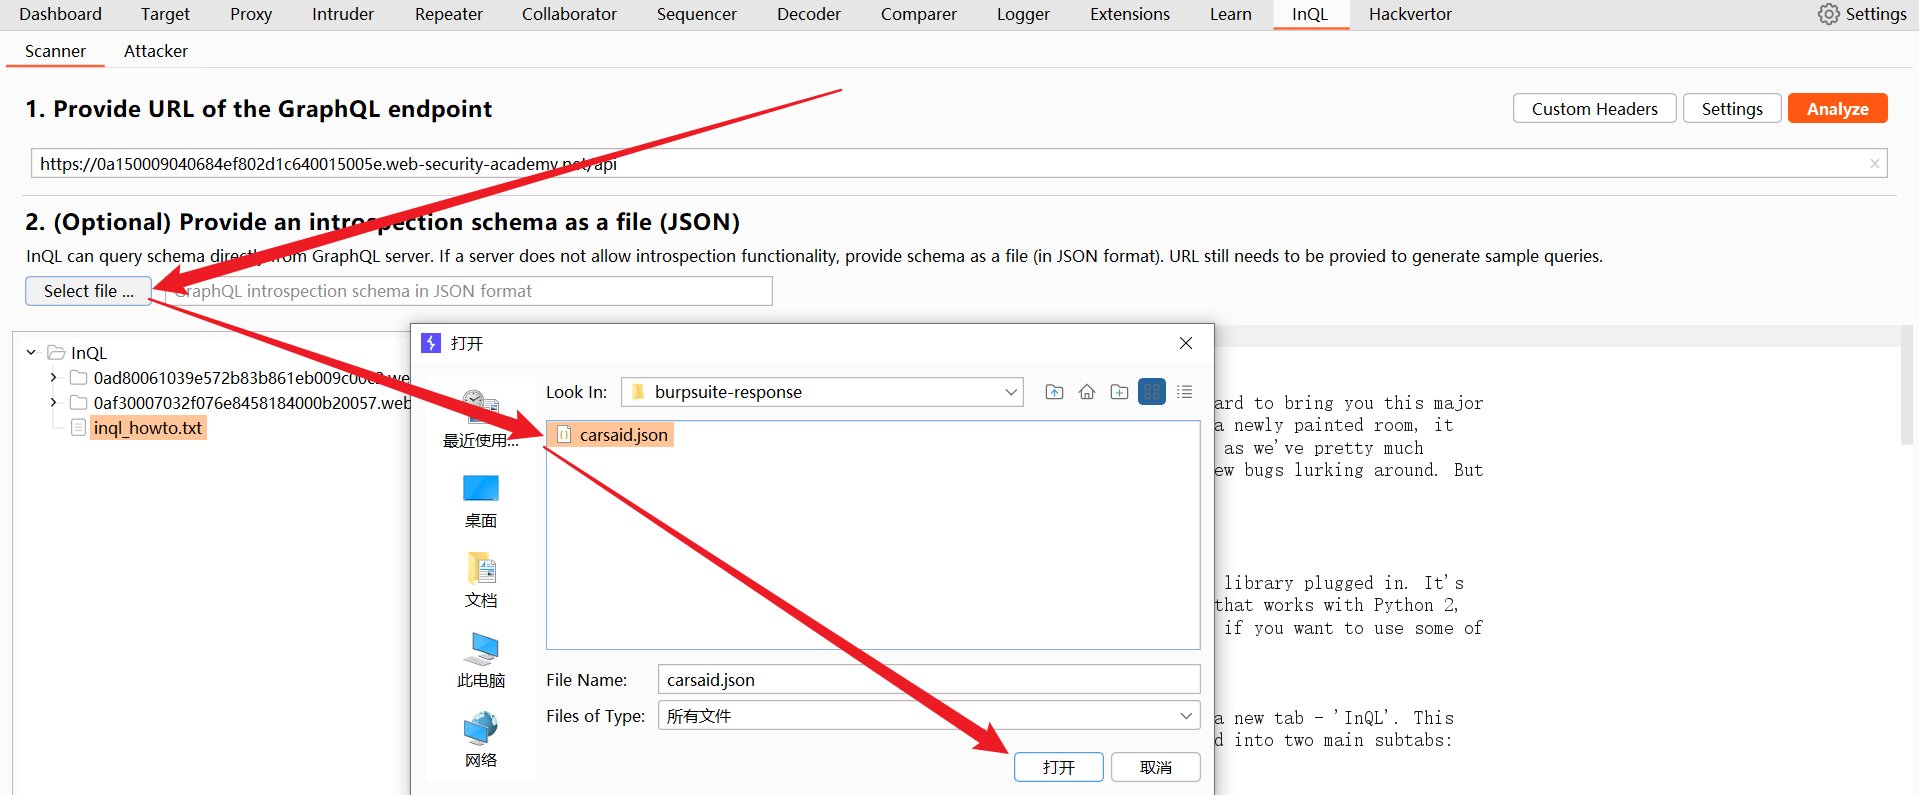 Dashboard Target Proxy Intruder Repeater Collaborator Sequencer Decoder Comparer Logger Extensions Learn InQL Hackvertor Settings
Scanner Attacker
1. Provide URL of the GraphQL endpoint
Custom Headers Settings Analyze
https://0a150009040684ef802d1c640015005e.web-security-academy.net/api
2. (Optional) Provide an introspection schema as a file (JSON)
InQL can query schema directly from GraphQL server. If a server does not allow introspection functionality, provide schema as a file (in JSON format). URL still needs to be provied to generate sample queries.
Select file ... GraphQL introspection schema in JSON format
InQL
0ad80061039e572b83b861eb009c00c2.we
0af30007032f076e8458184000b20057.web
inql_howto.txt
打开
Look In: burpsuite-response
最近使用...
carsaid.json
桌面
文档
此电脑
网络
File Name: carsaid.json
Files of Type: 所有文件
打开 取消
ard to bring you this major
a newly painted room, it
as we've pretty much
ew bugs lurking around. But
library plugged in. It's
that works with Python 2,
if you want to use some of
a new tab - 'InQL'. This
d into two main subtabs: